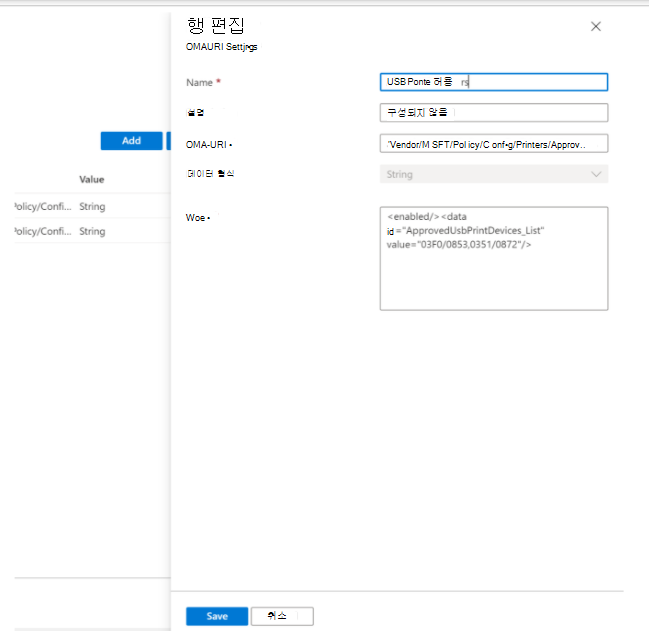 행 편집
OMAURI Settjngs
Name *
USB Ponte 허용 rs
설명
구성되지 않음
Add
OMA-URI •
'Vendor/M SFT/Policy/C onf•g/Printers/Approv..
데이터 형식
String
Value
Policy/Confi... String
Policy/Confi... String
Woe •
<enabled/><data
id="ApprovedUsbPrintDevices_List"
value="03F0/0853,0351/0872"/>
Save
취소